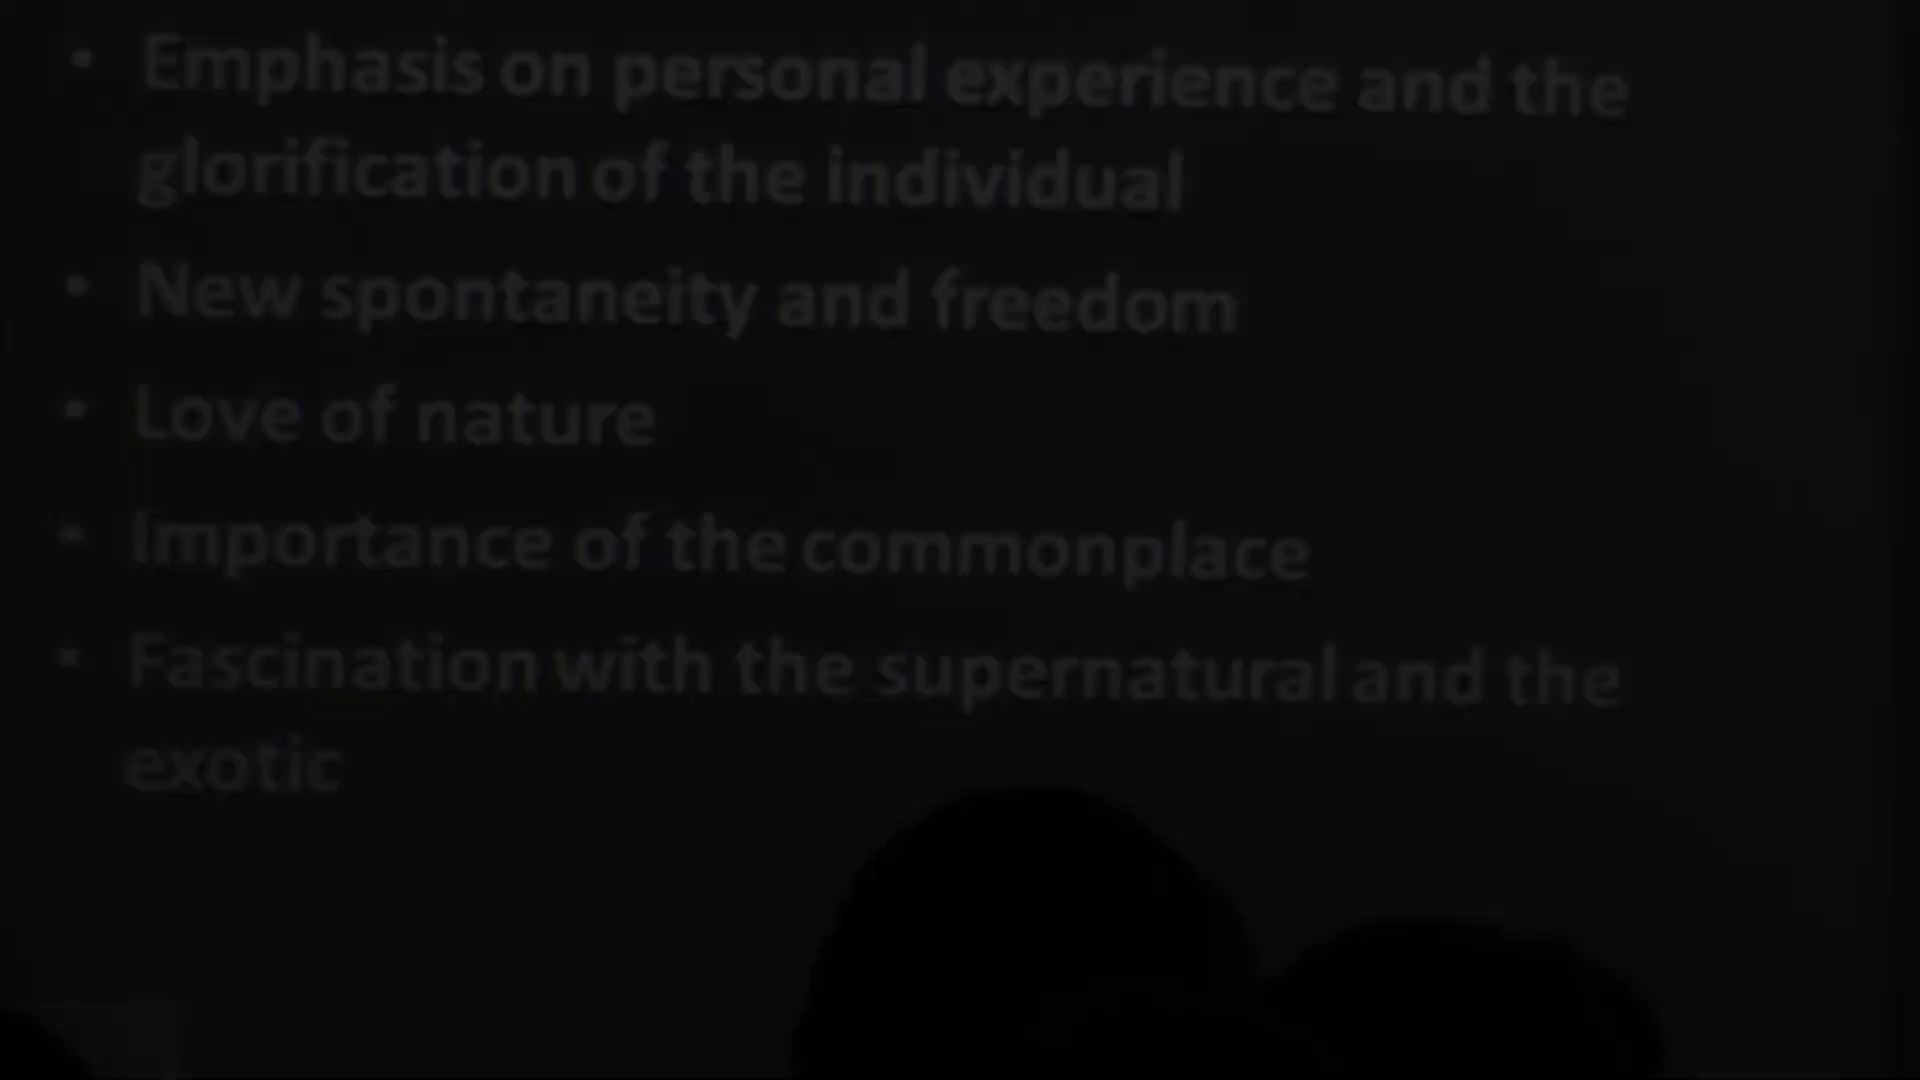 • Emphasis on personal experience and the
glorification of the individual
• New spontaneity and freedom
• Love of nature
• Importance of the commonplace
• Fascination with the supernatural and the
exotic